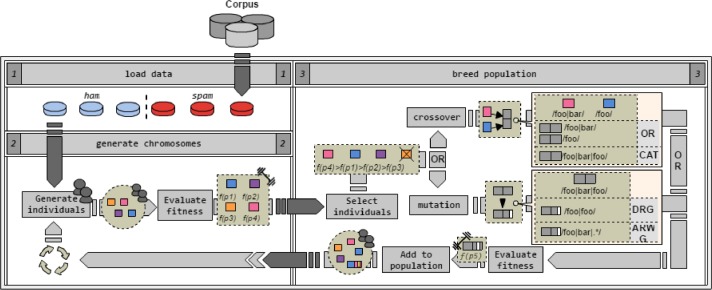 Corpus
1 load data 1
3 breed population 3
ham spam
crossover
/foo|bar/ /foo/
/foo|bar/
/foo/
OR
/foo|bar|foo/
CAT
2 generate chromosomes 2
f(p4)>f(p1)>f(p2)>f(p3)
OR
OR
Generate
individuals
Evaluate
fitness
f(p1) f(p2)
f(p3) f(p4)
Select
individuals
mutation
/foo|bar|foo/
/foo|foo/
DRG
/foo|bar|.*/
ARW
G
Add to
population
f(p5)
Evaluate
fitness